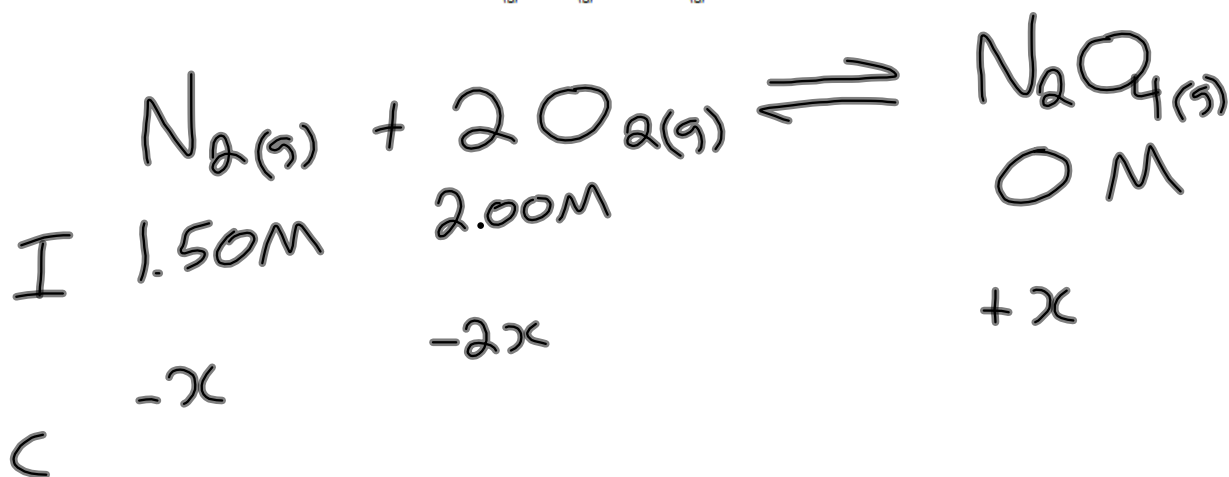 N₂(g) + 2O₂(g) ⇌ N₂O₄(g)
I 1.50M 2.00M 0 M
C -x -2x +x